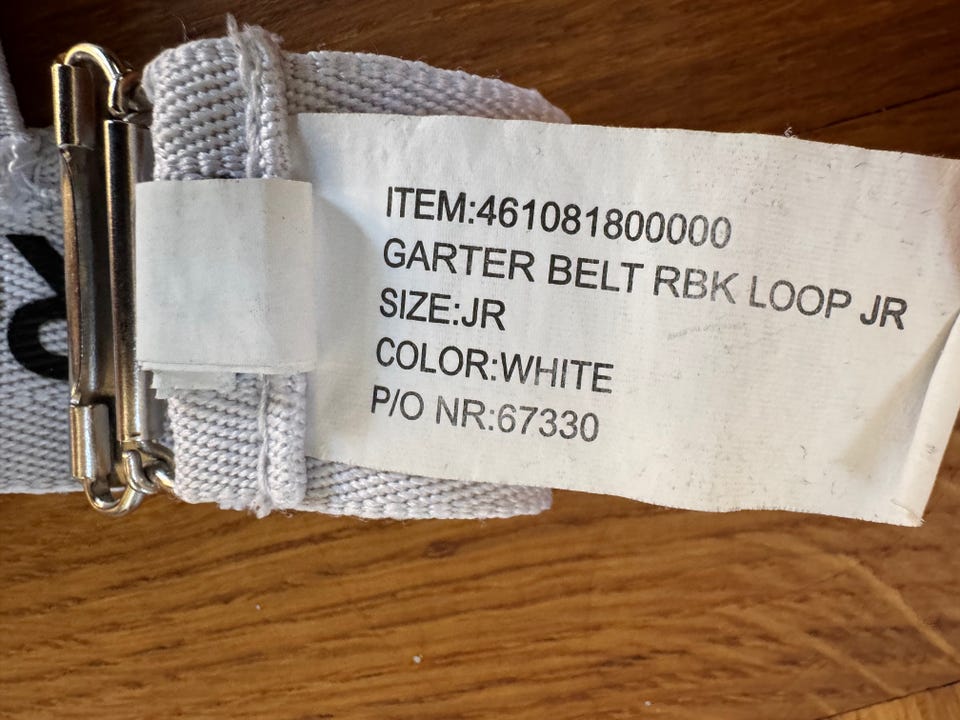 ITEM:461081800000
GARTER BELT RBK LOOP JR
SIZE:JR
COLOR:WHITE
P/O NR:67330